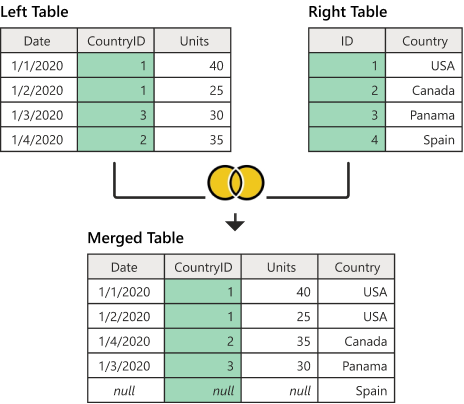 Left Table
Date CountryID Units
1/1/2020 1 40
1/2/2020 1 25
1/3/2020 3 30
1/4/2020 2 35
Right Table
ID Country
1 USA
2 Canada
3 Panama
4 Spain
Merged Table
Date CountryID Units Country
1/1/2020 1 40 USA
1/2/2020 1 25 USA
1/4/2020 2 35 Canada
1/3/2020 3 30 Panama
null null null Spain